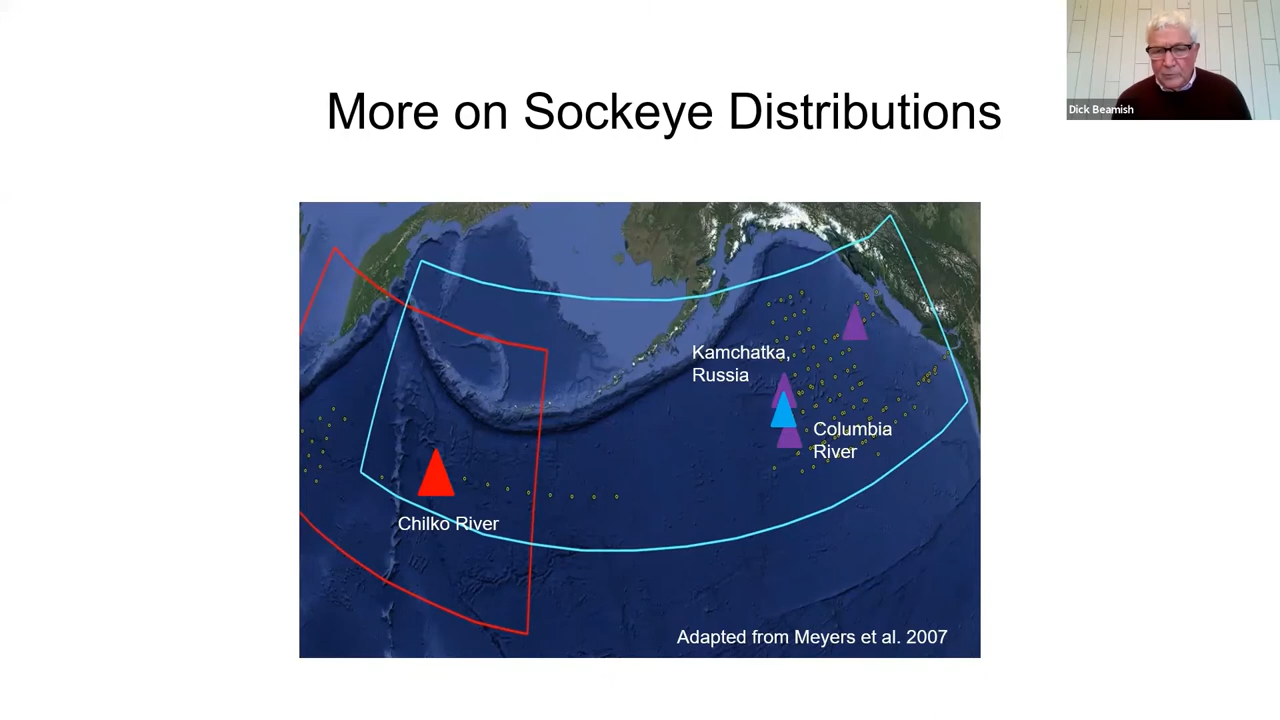 Dick Beamish
More on Sockeye Distributions
Kamchatka,
Russia
Columbia
River
Chilko River
Adapted from Meyers et al. 2007